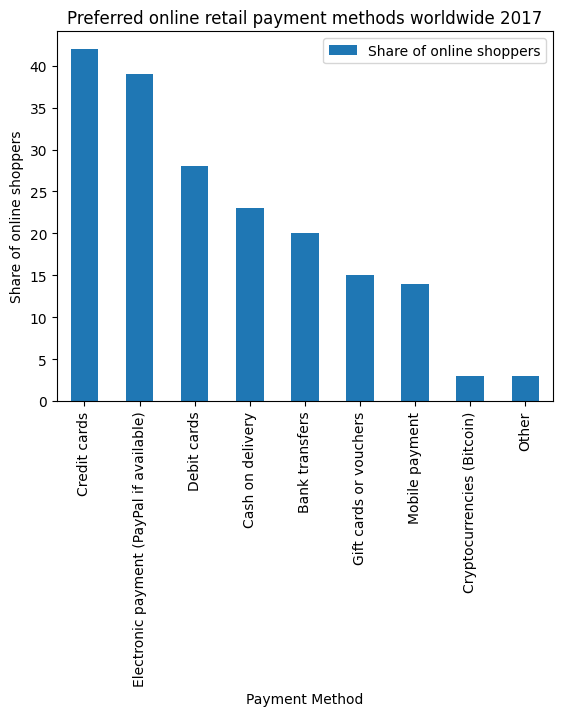 Preferred online retail payment methods worldwide 2017
Share of online shoppers
Share of online shoppers
40
35
30
25
20
15
10
5
0
Credit cards
Electronic payment (PayPal if available)
Debit cards
Cash on delivery
Bank transfers
Gift cards or vouchers
Mobile payment
Cryptocurrencies (Bitcoin)
Other
Payment Method